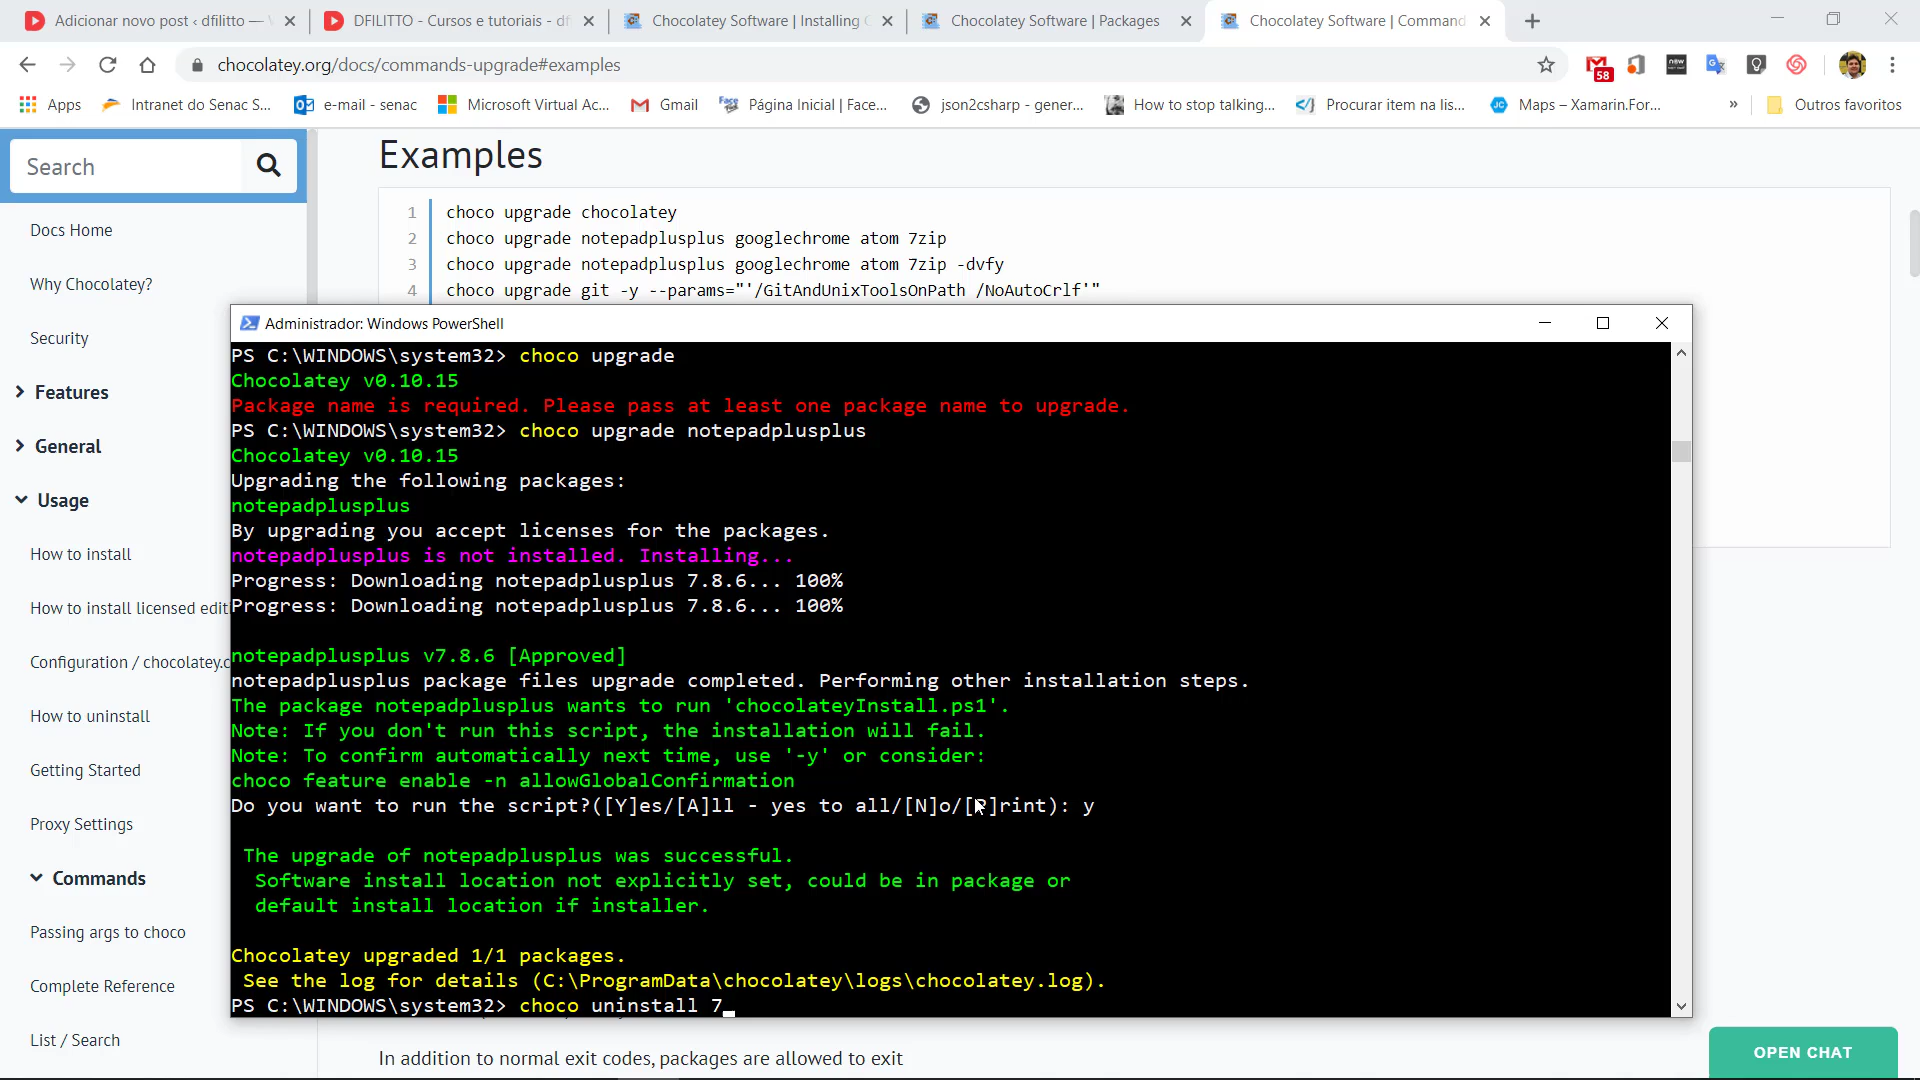 Adicionar novo post ‹ dfilitto —
DFILITTO - Cursos e tutoriais - df
Chocolatey Software | Installing C
Chocolatey Software | Packages
Chocolatey Software | Command
chocolatey.org/docs/commands-upgrade#examples
58
Apps
Intranet do Senac S...
e-mail - senac
Microsoft Virtual Ac...
Gmail
Página Inicial | Face...
json2csharp - gener...
How to stop talking...
Procurar item na lis...
Maps – Xamarin.For...
»
Outros favoritos
Search
Docs Home
Why Chocolatey?
Security
Features
General
Usage
How to install
How to install licensed edit
Configuration / chocolatey.c
How to uninstall
Getting Started
Proxy Settings
Commands
Passing args to choco
Complete Reference
List / Search
Examples
1 choco upgrade chocolatey
2 choco upgrade notepadplusplus googlechrome atom 7zip
3 choco upgrade notepadplusplus googlechrome atom 7zip -dvfy
4 choco upgrade git -y --params="'/GitAndUnixToolsOnPath /NoAutoCrlf'"
Administrador: Windows PowerShell
PS C:\WINDOWS\system32> choco upgrade
Chocolatey v0.10.15
Package name is required. Please pass at least one package name to upgrade.
PS C:\WINDOWS\system32> choco upgrade notepadplusplus
Chocolatey v0.10.15
Upgrading the following packages:
notepadplusplus
By upgrading you accept licenses for the packages.
notepadplusplus is not installed. Installing...
Progress: Downloading notepadplusplus 7.8.6... 100%
Progress: Downloading notepadplusplus 7.8.6... 100%
notepadplusplus v7.8.6 [Approved]
notepadplusplus package files upgrade completed. Performing other installation steps.
The package notepadplusplus wants to run 'chocolateyInstall.ps1'.
Note: If you don't run this script, the installation will fail.
Note: To confirm automatically next time, use '-y' or consider:
choco feature enable -n allowGlobalConfirmation
Do you want to run the script?([Y]es/[A]ll - yes to all/[N]o/[P]rint): y
The upgrade of notepadplusplus was successful.
Software install location not explicitly set, could be in package or
default install location if installer.
Chocolatey upgraded 1/1 packages.
See the log for details (C:\ProgramData\chocolatey\logs\chocolatey.log).
PS C:\WINDOWS\system32> choco uninstall 7
In addition to normal exit codes, packages are allowed to exit
OPEN CHAT